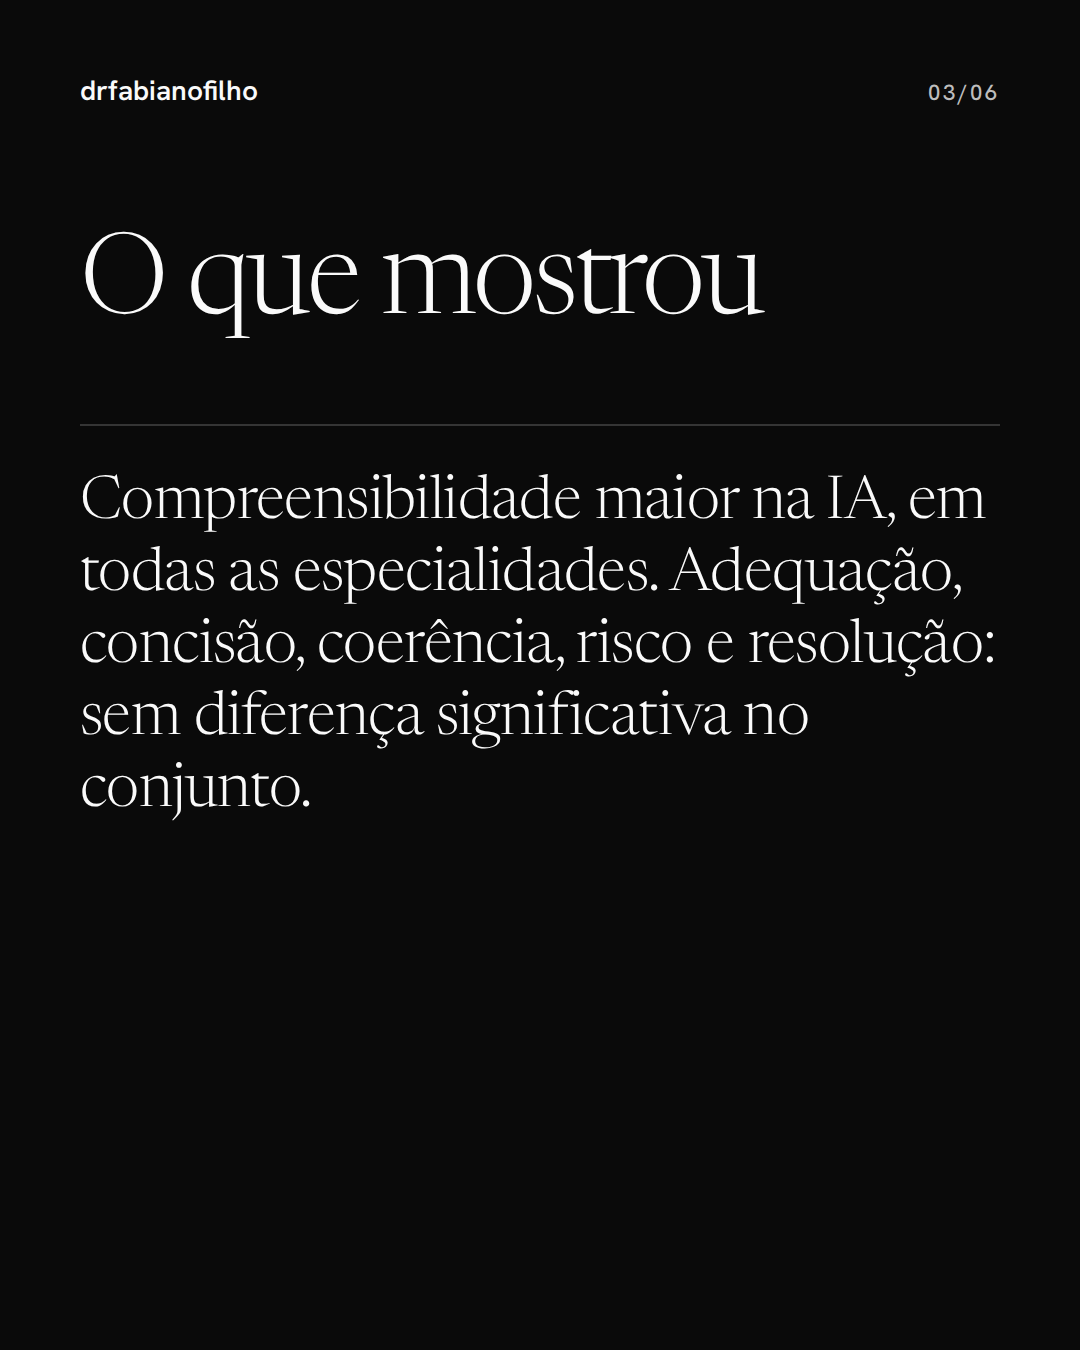 drfabianofilho
03/06
O que mostrou
Compreensibilidade maior na IA, em
todas as especialidades. Adequação,
concisão, coerência, risco e resolução:
sem diferença significativa no
conjunto.